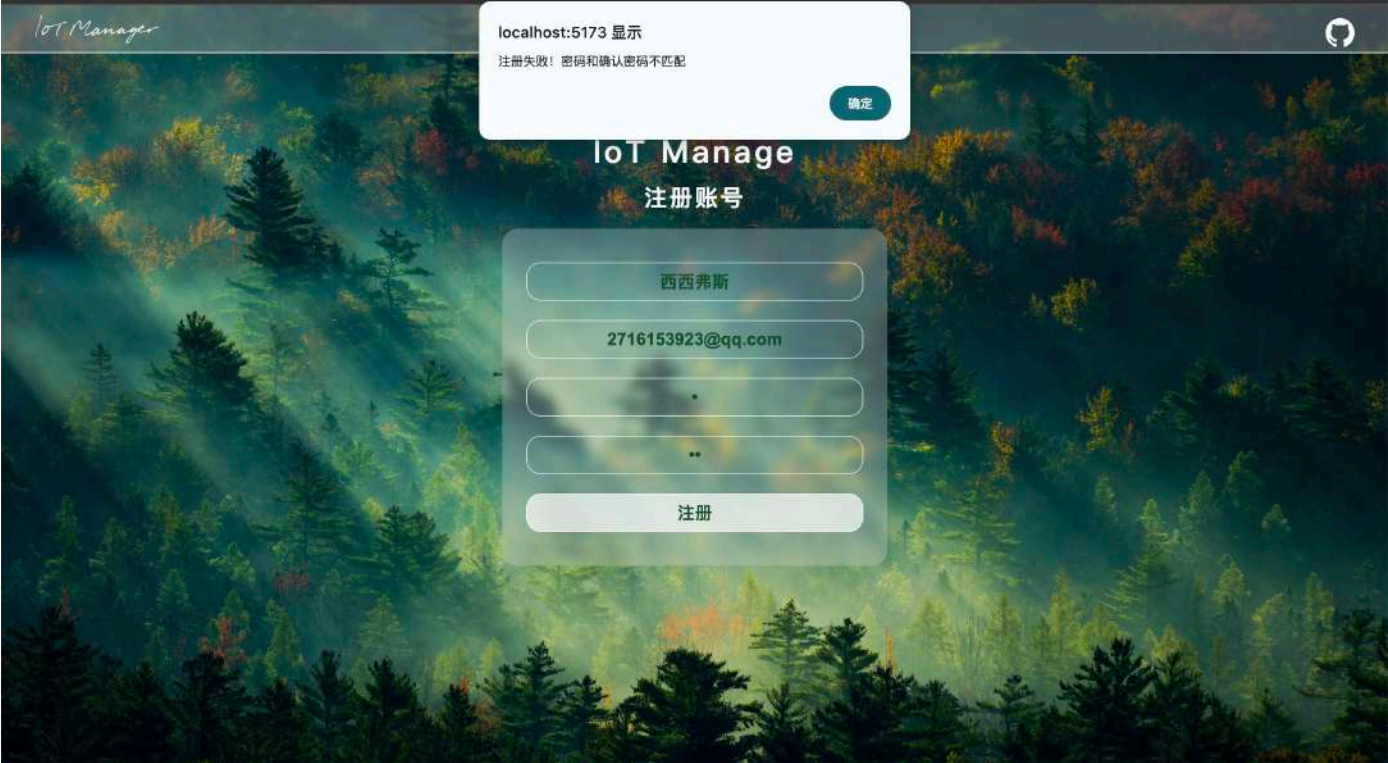 IoT Manager
localhost:5173 显示
注册失败！密码和确认密码不匹配
确定
IoT Manage
注册账号
西西弗斯
2716153923@qq.com
•
••
注册